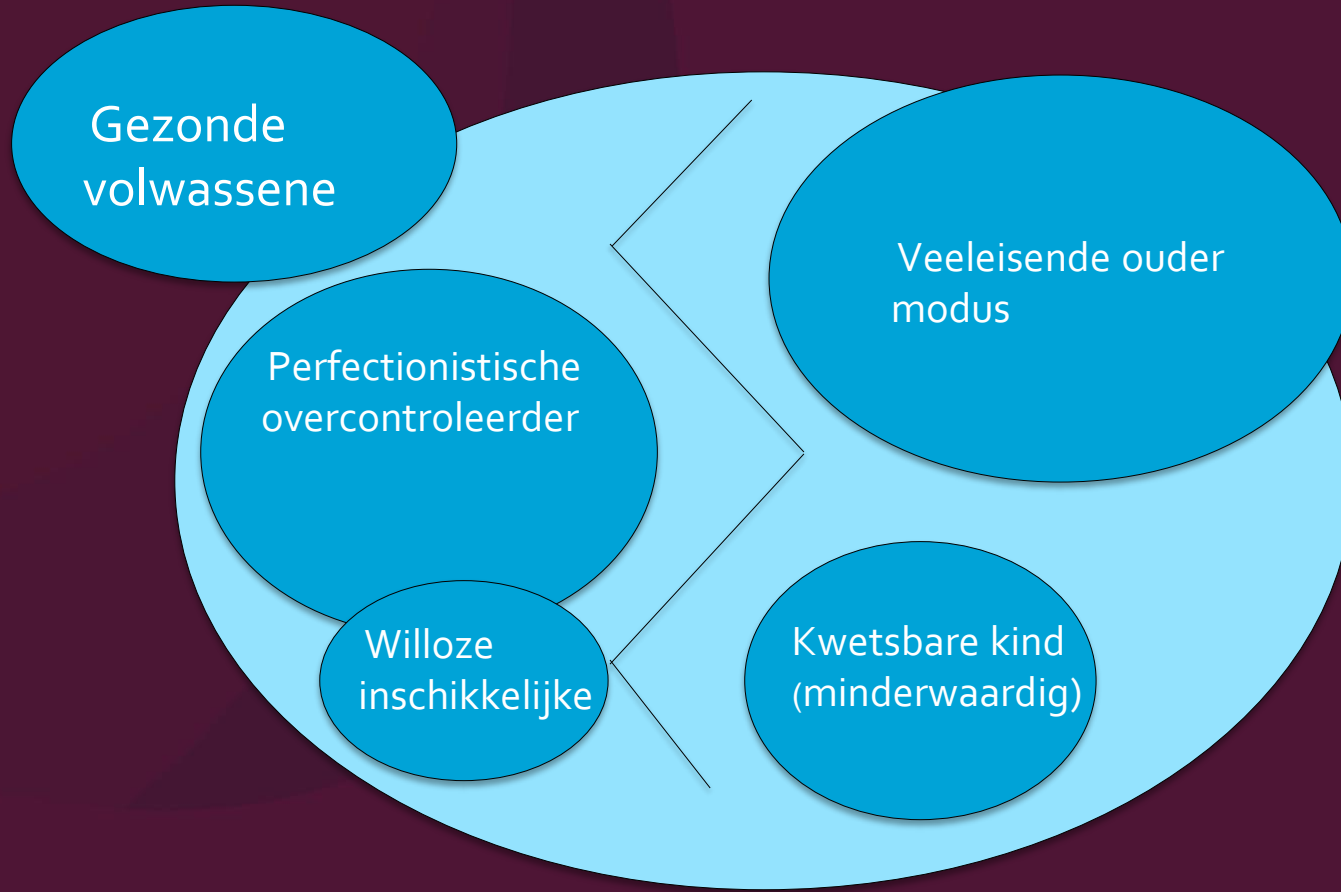 Gezonde
volwassene
Veeleisende ouder
modus
Perfectionistische
overcontroleerder
Willoze
inschikkelijke
Kwetsbare kind
(minderwaardig)